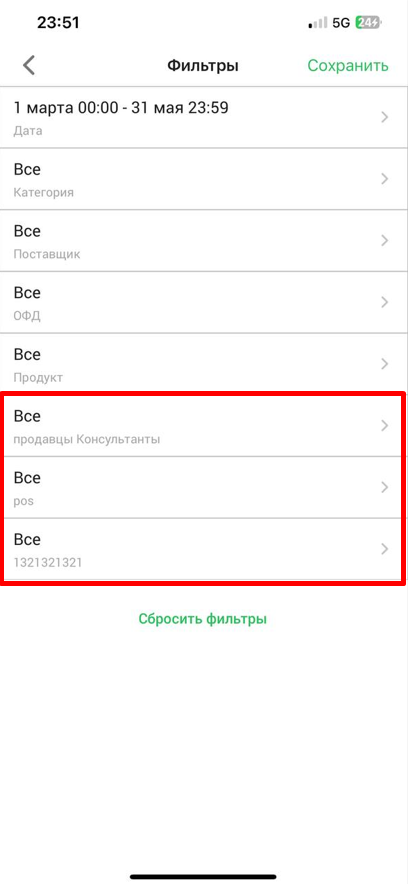 23:51
5G
24
Фильтры
Сохранить
1 марта 00:00 - 31 мая 23:59
Дата
Все
Категория
Все
Поставщик
Все
ОФД
Все
Продукт
Все
продавцы Консультанты
Все
pos
Все
1321321321
Сбросить фильтры